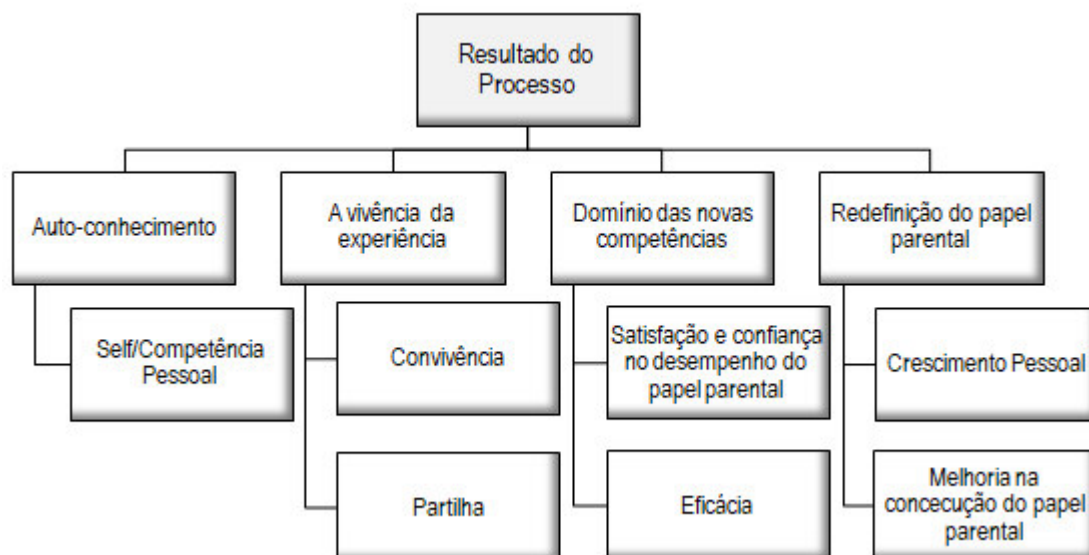 Resultado do
Processo
Auto-conhecimento
A vivência da
experiência
Domínio das novas
competências
Redefinição do papel
parental
Self/Competência
Pessoal
Convivência
Satisfação e confiança
no desempenho do
papel parental
Crescimento Pessoal
Partilha
Eficácia
Melhoria na
concecução do papel
parental